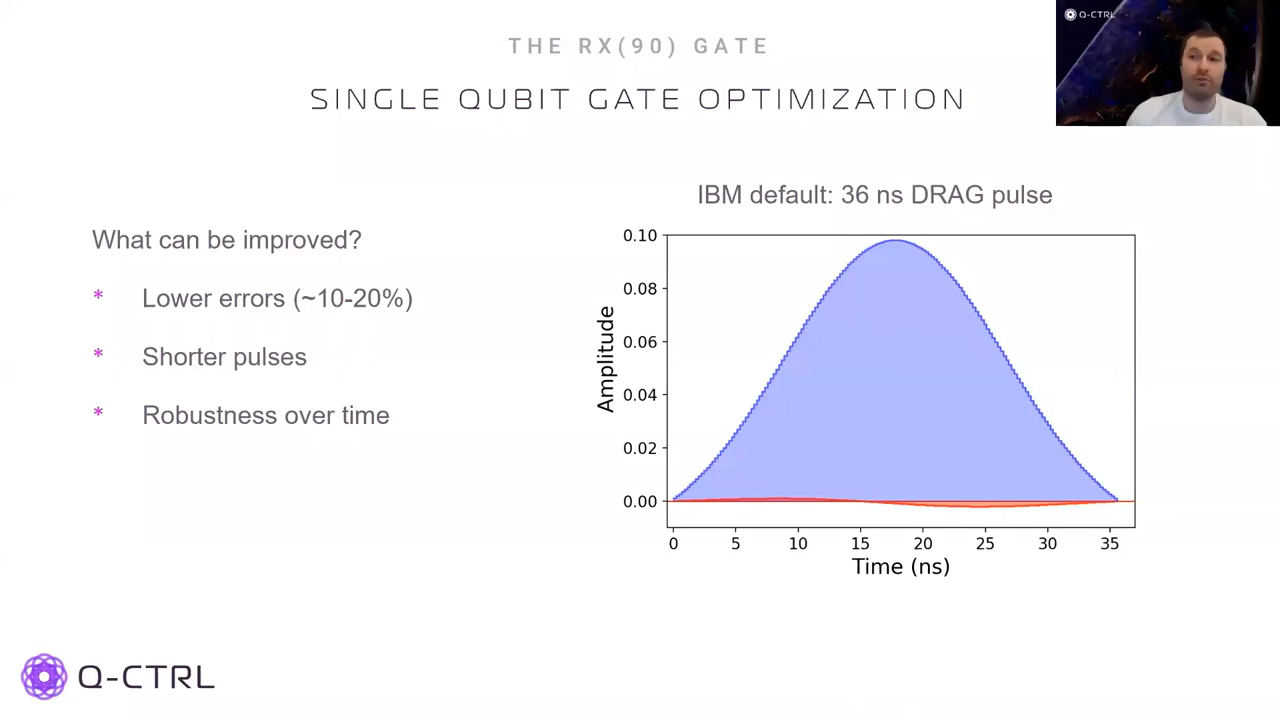 Q-CTRL
THE RX(90) GATE
SINGLE QUBIT GATE OPTIMIZATION
What can be improved?
* Lower errors (~10-20%)
* Shorter pulses
* Robustness over time
IBM default: 36 ns DRAG pulse
Amplitude
0.10
0.08
0.06
0.04
0.02
0.00
0 5 10 15 20 25 30 35
Time (ns)
Q-CTRL